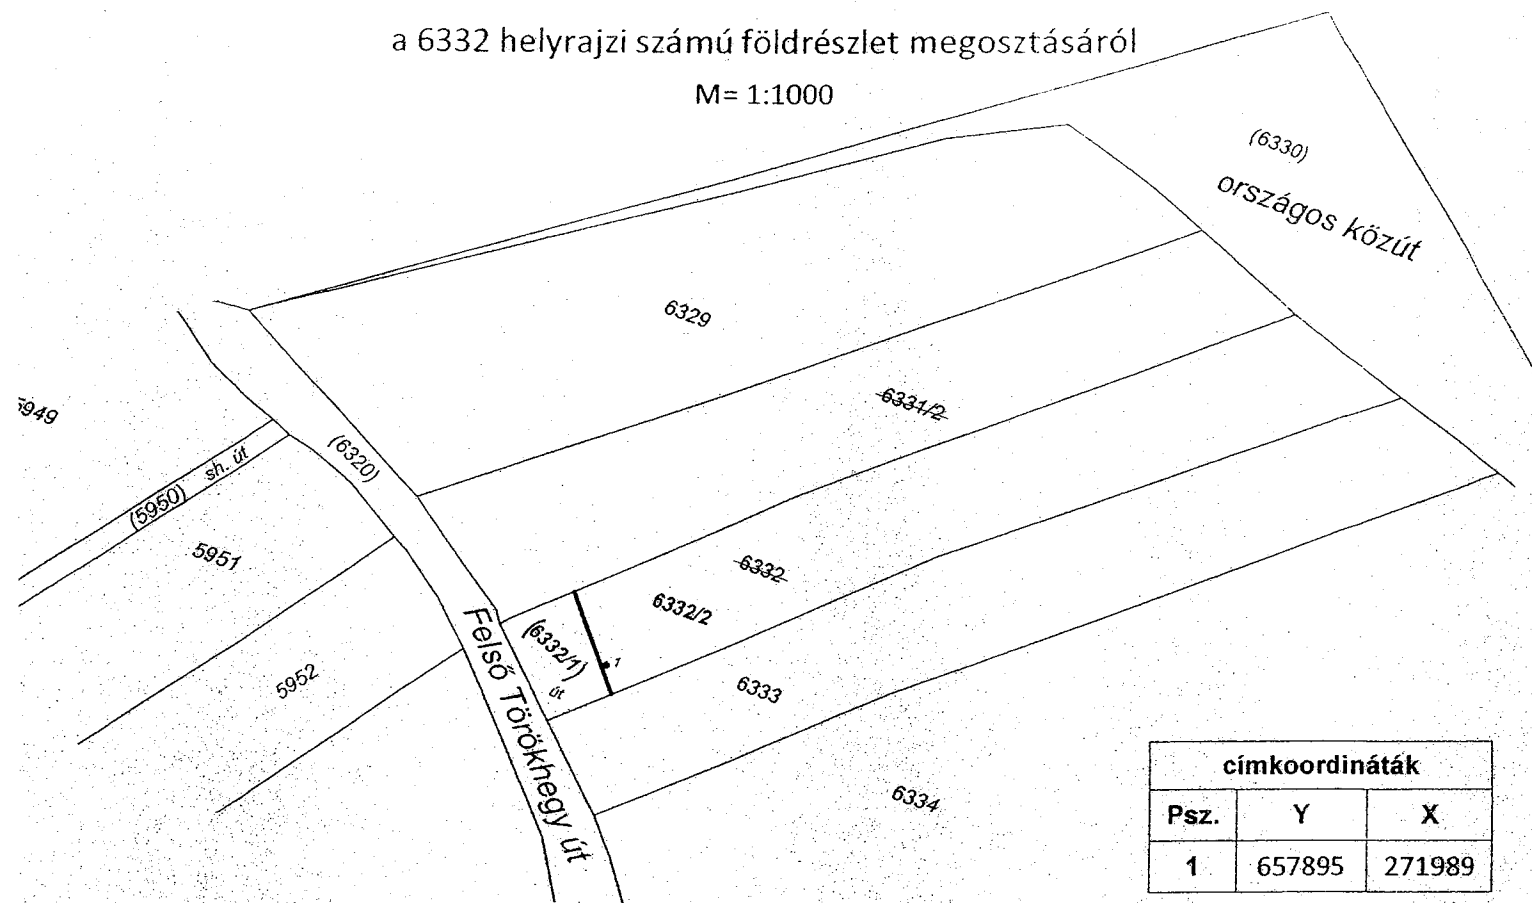 a 6332 helyrajzi számú földrészlet megosztásáról
M= 1:1000
(6330)
országos közút
6329
6331/2
5949
(6320)
(5950) sh. út
5951
6332
6332/2
(6332/1)
út
1
Felső Törökhegy út
5952
6333
6334
címkoordináták
Psz. Y X
1 657895 271989